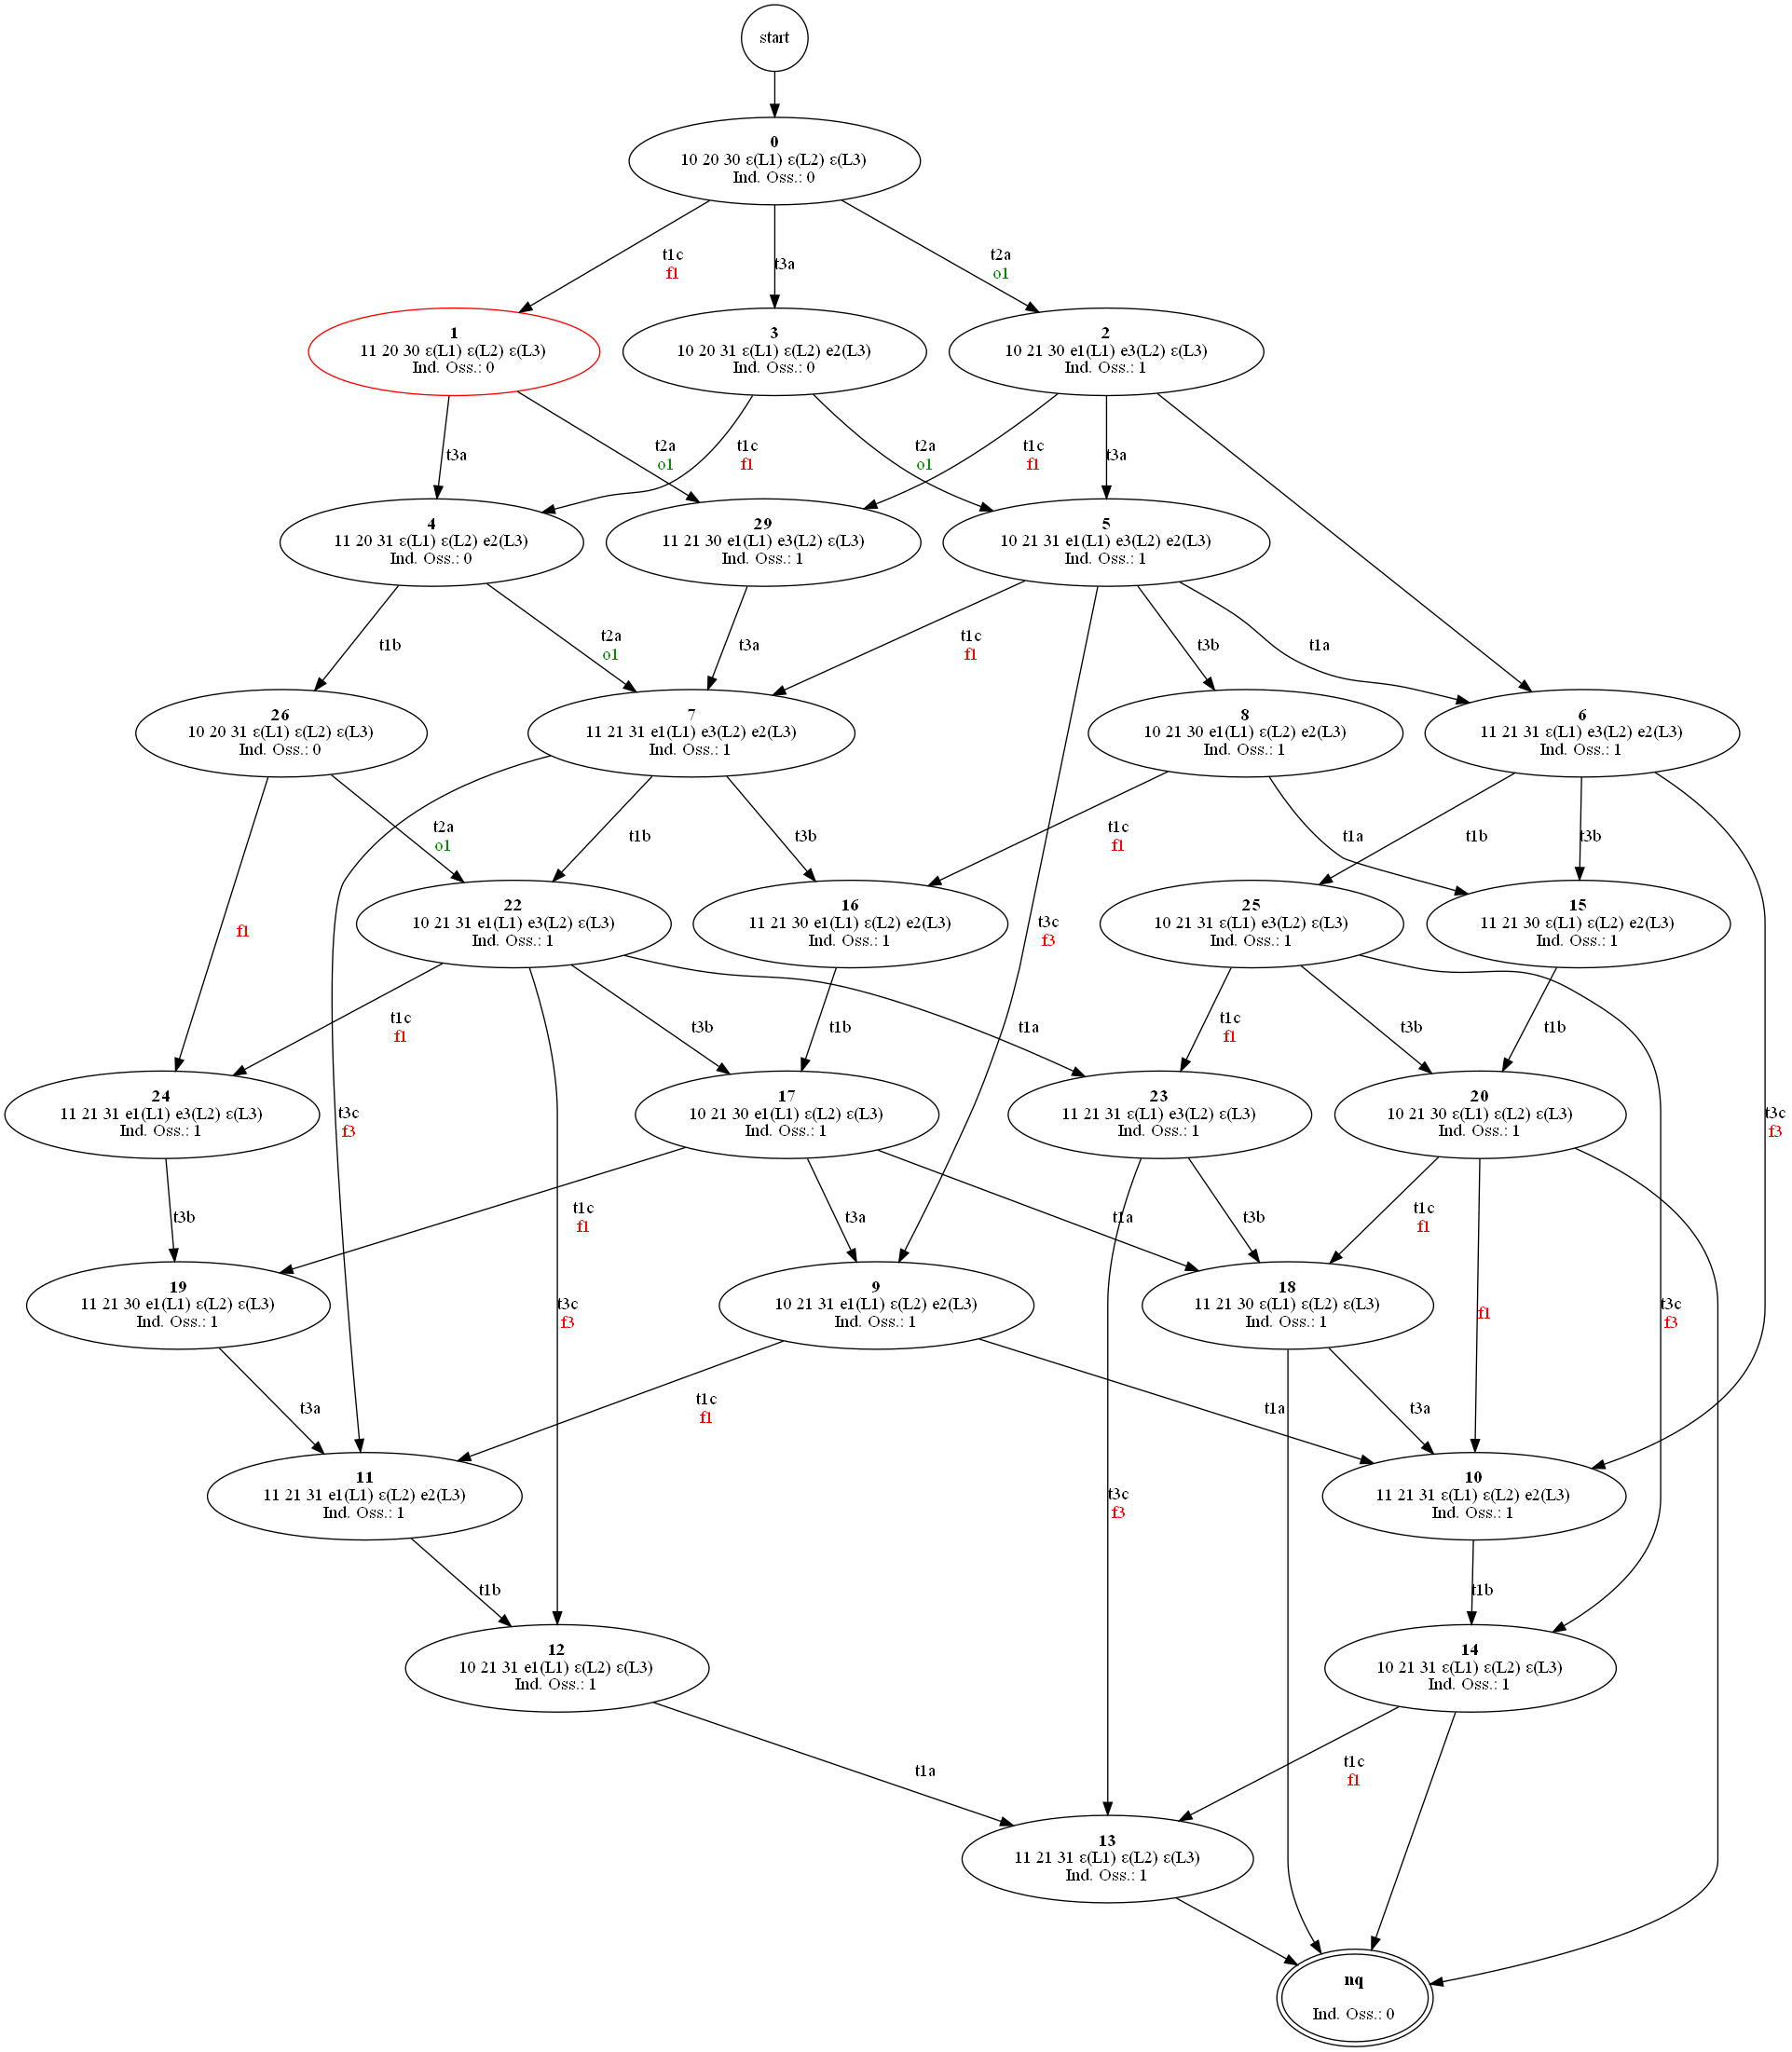 start
0
10 20 30 ε(L1) ε(L2) ε(L3)
Ind. Oss.: 0
t1c
f1
t3a
t2a
o1
1
11 20 30 ε(L1) ε(L2) ε(L3)
Ind. Oss.: 0
3
10 20 31 ε(L1) ε(L2) e2(L3)
Ind. Oss.: 0
2
10 21 30 e1(L1) e3(L2) ε(L3)
Ind. Oss.: 1
t3a
t2a
o1
t1c
f1
t2a
o1
t1c
f1
t3a
4
11 20 31 ε(L1) ε(L2) e2(L3)
Ind. Oss.: 0
29
11 21 30 e1(L1) e3(L2) ε(L3)
Ind. Oss.: 1
5
10 21 31 e1(L1) e3(L2) e2(L3)
Ind. Oss.: 1
t1b
t2a
o1
t3a
t1c
f1
t3b
t1a
26
10 20 31 ε(L1) ε(L2) ε(L3)
Ind. Oss.: 0
7
11 21 31 e1(L1) e3(L2) e2(L3)
Ind. Oss.: 1
8
10 21 30 e1(L1) ε(L2) e2(L3)
Ind. Oss.: 1
6
11 21 31 ε(L1) e3(L2) e2(L3)
Ind. Oss.: 1
t2a
o1
t1b
t3b
t1c
f1
t1a
t1b
t3b
f1
22
10 21 31 e1(L1) e3(L2) ε(L3)
Ind. Oss.: 1
16
11 21 30 e1(L1) ε(L2) e2(L3)
Ind. Oss.: 1
t3c
f3
25
10 21 31 ε(L1) e3(L2) ε(L3)
Ind. Oss.: 1
15
11 21 30 ε(L1) ε(L2) e2(L3)
Ind. Oss.: 1
t1c
f1
t3b
t1b
t1a
t1c
f1
t3b
t1b
24
11 21 31 e1(L1) e3(L2) ε(L3)
Ind. Oss.: 1
t3c
f3
17
10 21 30 e1(L1) ε(L2) ε(L3)
Ind. Oss.: 1
23
11 21 31 ε(L1) e3(L2) ε(L3)
Ind. Oss.: 1
20
10 21 30 ε(L1) ε(L2) ε(L3)
Ind. Oss.: 1
t3c
f3
t3b
t1c
f1
t3a
t1a
t3b
t1c
f1
19
11 21 30 e1(L1) ε(L2) ε(L3)
Ind. Oss.: 1
t3c
f3
9
10 21 31 e1(L1) ε(L2) e2(L3)
Ind. Oss.: 1
18
11 21 30 ε(L1) ε(L2) ε(L3)
Ind. Oss.: 1
f1
t3c
f3
t3a
t1c
f1
t1a
t3a
11
11 21 31 e1(L1) ε(L2) e2(L3)
Ind. Oss.: 1
t3c
f3
10
11 21 31 ε(L1) ε(L2) e2(L3)
Ind. Oss.: 1
t1b
t1b
12
10 21 31 e1(L1) ε(L2) ε(L3)
Ind. Oss.: 1
14
10 21 31 ε(L1) ε(L2) ε(L3)
Ind. Oss.: 1
t1a
t1c
f1
13
11 21 31 ε(L1) ε(L2) ε(L3)
Ind. Oss.: 1
nq
Ind. Oss.: 0